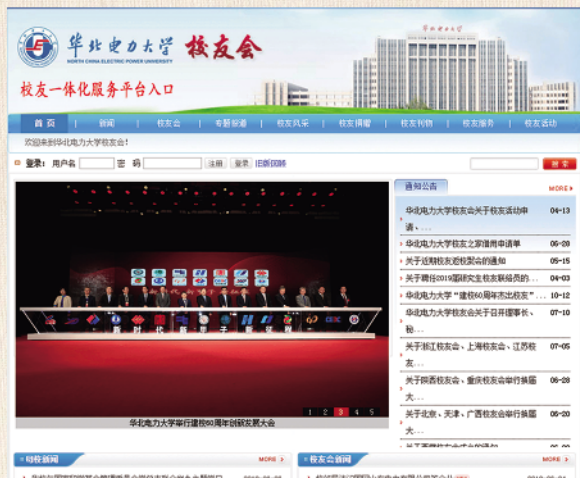 华北电力大学 校友会
NORTH CHINA ELECTRIC POWER UNIVERSITY
华北电力大学
校友一体化服务平台入口
首 页 | 新闻 | 校友会 | 专题报道 | 校友风采 | 校友捐赠 | 校友刊物 | 校友服务 | 校友活动
欢迎来到华北电力大学校友会！
登录： 用户名 密 码 注册 登录 旧版回顾 搜 索
通知公告 MORE
华北电力大学校友会关于校友活动申 04-13
请、...
华北电力大学校友之家借用申请单 06-28
关于近期校友返校聚会的通知 05-15
关于聘任2019届研究生校友联络员的... 04-03
华北电力大学“建校60周年杰出校友”... 10-12
华北电力大学校友会关于召开理事长、 07-10
秘...
关于浙江校友会、上海校友会、江苏校 07-05
友...
关于陕西校友会、重庆校友会举行换届 06-28
大...
关于北京、天津、广西校友会举行换届 06-20
大...
新 时 代 新 电 子 新 征 程
1 2 3 4 5
华北电力大学举行建校60周年创新发展大会
母校新闻 MORE
校友会新闻 MORE